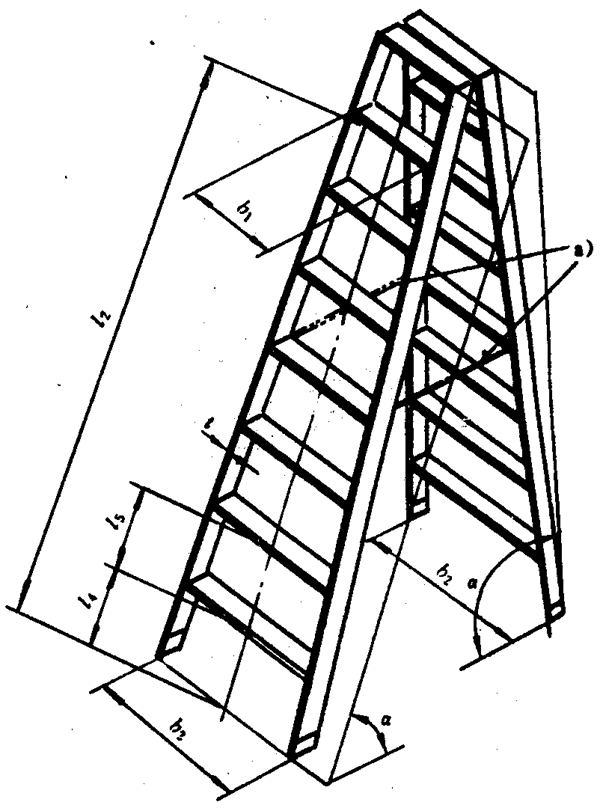 b₁
a)
l₂
t
l₅
l₄
b₂
a
b₂
a